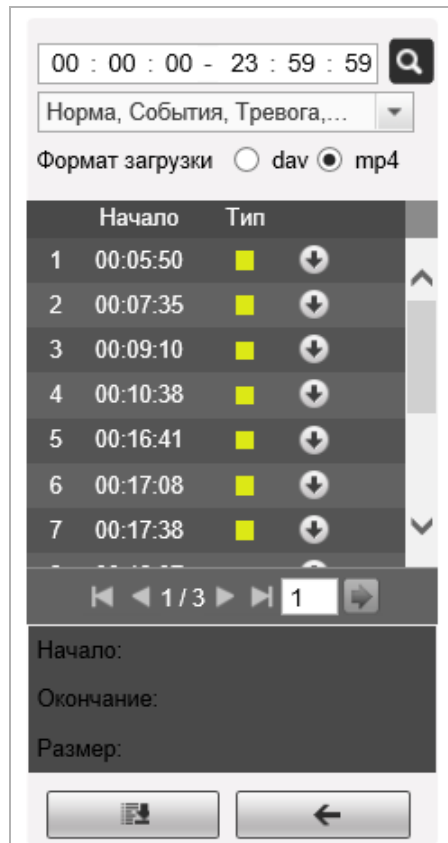 00 : 00 : 00 - 23 : 59 : 59
Норма, События, Тревога,...
Формат загрузки dav mp4
Начало Тип
1 00:05:50
2 00:07:35
3 00:09:10
4 00:10:38
5 00:16:41
6 00:17:08
7 00:17:38
1 / 3 1
Начало:
Окончание:
Размер: